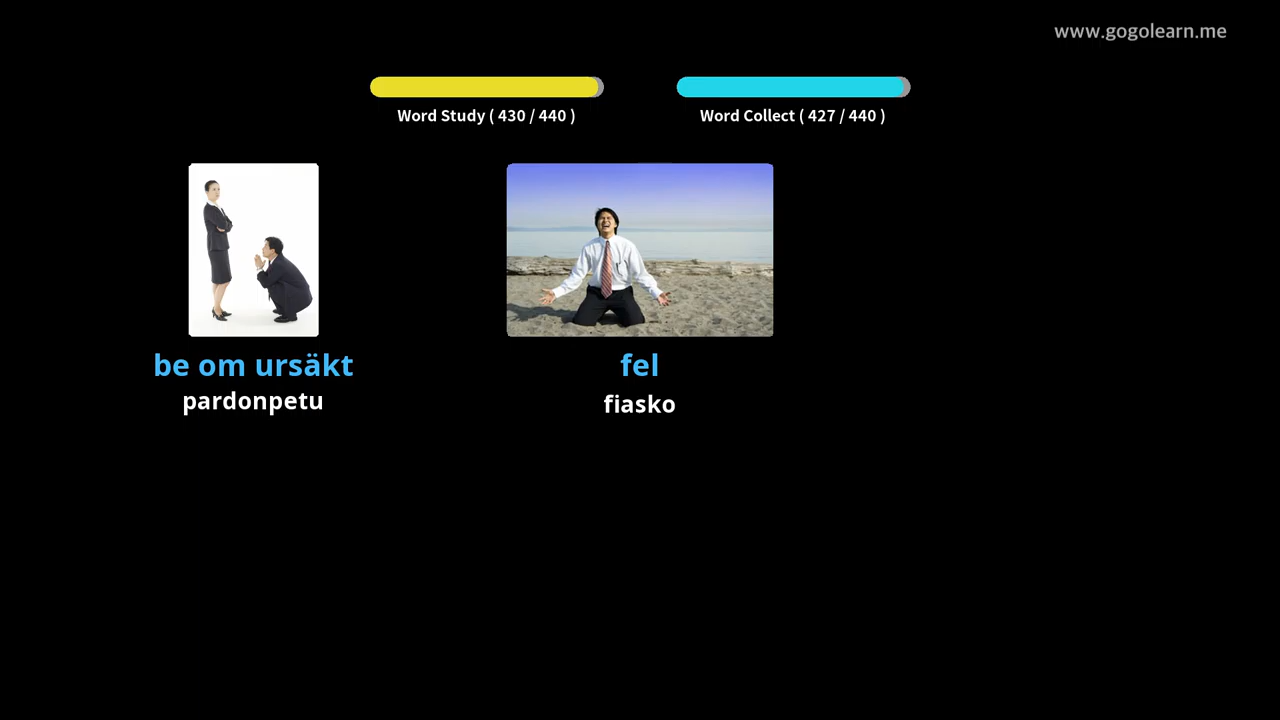 www.gogolearn.me
Word Study ( 430 / 440 )
Word Collect ( 427 / 440 )
be om ursäkt
pardonpetu
fel
fiasko